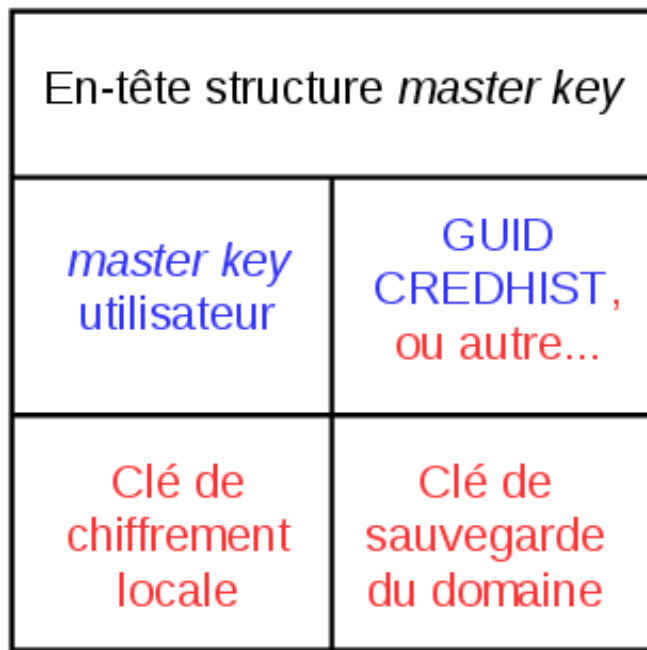 En-tête structure master key
master key
utilisateur
GUID
CREDHIST,
ou autre...
Clé de
chiffrement
locale
Clé de
sauvegarde
du domaine